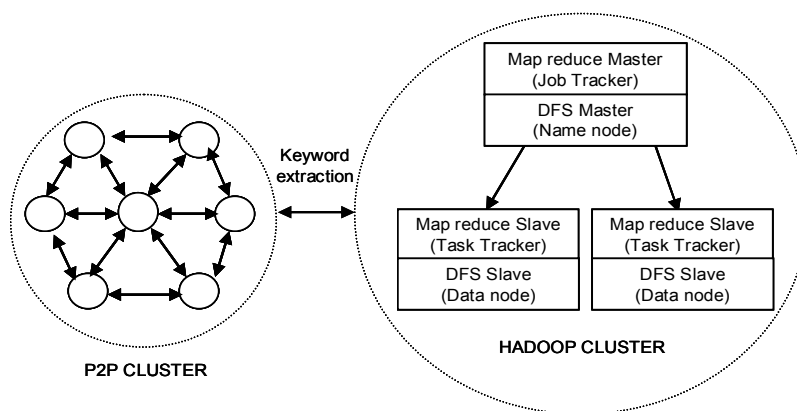 Map reduce Master
(Job Tracker)
DFS Master
(Name node)
Keyword
extraction
Map reduce Slave
(Task Tracker)
DFS Slave
(Data node)
Map reduce Slave
(Task Tracker)
DFS Slave
(Data node)
HADOOP CLUSTER
P2P CLUSTER